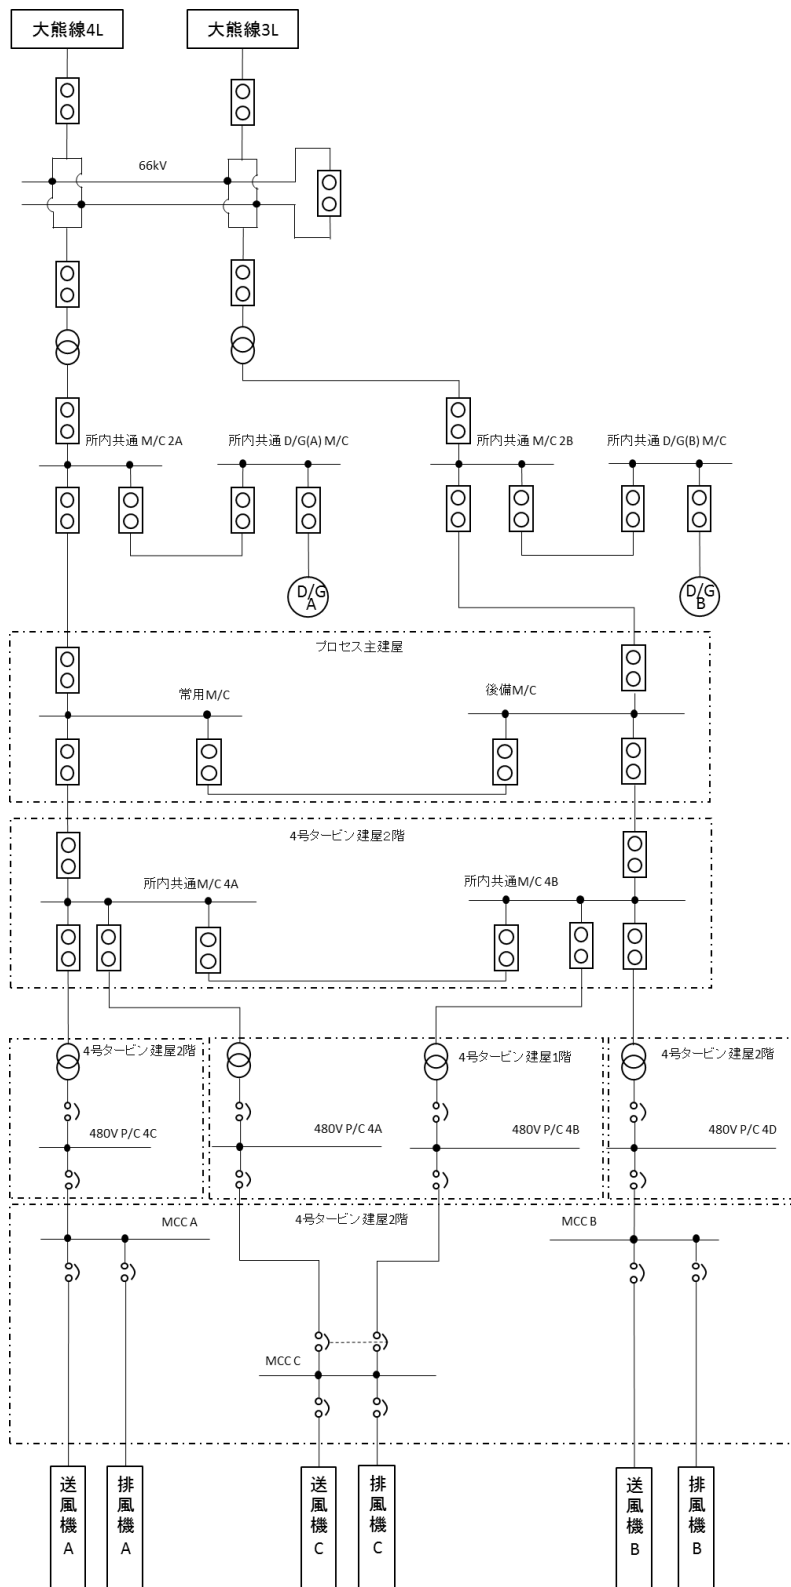 大熊線4L
大熊線3L
66kV
所内共通 M/C 2A
所内共通 D/G(A) M/C
所内共通 M/C 2B
所内共通 D/G(B) M/C
D/G
A
D/G
B
プロセス主建屋
常用M/C
後備M/C
4号タービン建屋2階
所内共通M/C 4A
所内共通M/C 4B
4号タービン建屋2階
4号タービン建屋1階
4号タービン建屋2階
480V P/C 4C
480V P/C 4A
480V P/C 4B
480V P/C 4D
4号タービン建屋2階
MCC A
MCC B
MCC C
送風機A
排風機A
送風機C
排風機C
送風機B
排風機B